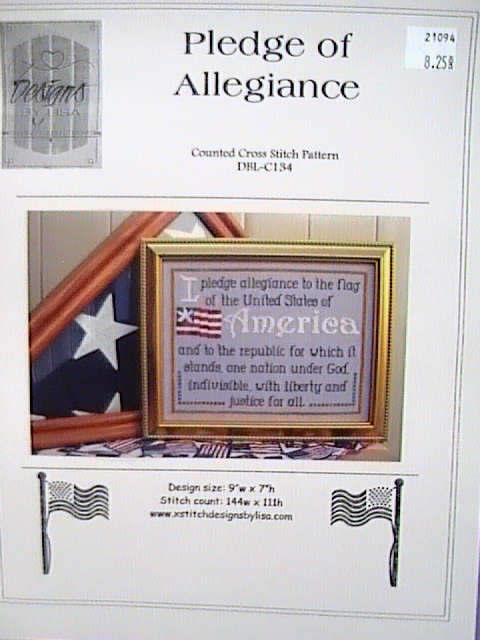 Pledge of
Allegiance
21094
8.25
Designs
BY LISA
Counted Cross Stitch Pattern
DBL-C134
I pledge allegiance to the flag
of the United States of
America
and to the republic for which it
stands, one nation under God,
indivisible, with liberty and
justice for all.
Design size: 9"w x 7"h
Stitch count: 144w x 111h
www.xstitchdesignsbylisa.com